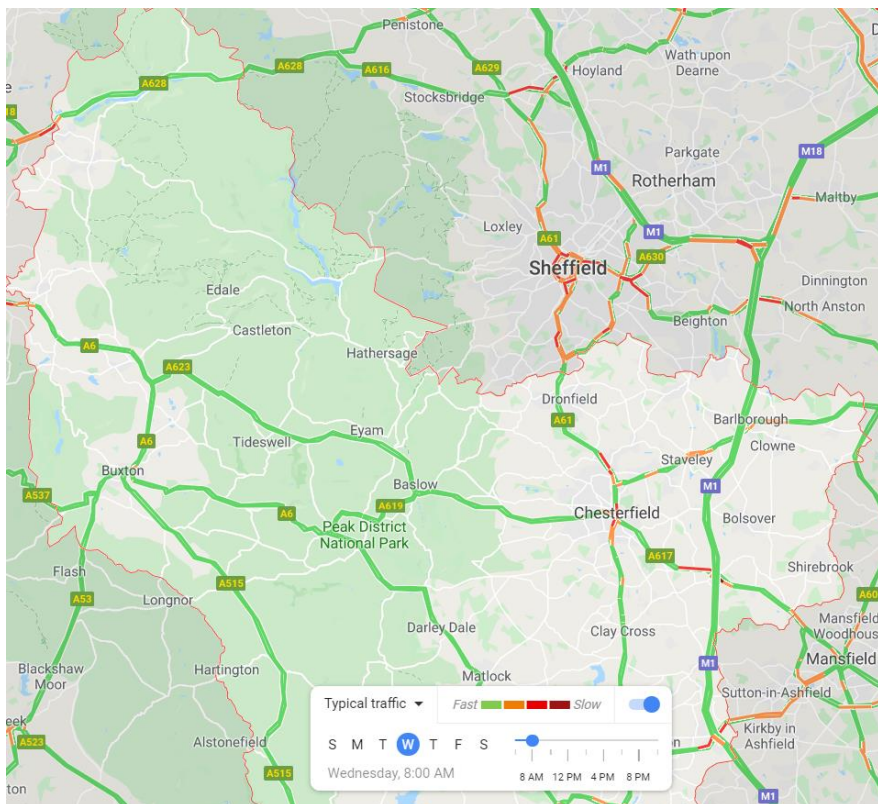 Penistone
A628
A628
A616
A629
Hoyland
Wath upon
Dearne
Stocksbridge
M1
Parkgate
M18
Rotherham
Maltby
Loxley
A61
M1
A630
Sheffield
Edale
Dinnington
North Anston
Beighton
Castleton
Hathersage
A6
A623
Dronfield
A61
Barlborough
Clowne
Eyam
A6
Tideswell
Staveley
Buxton
Baslow
M1
A537
A6
A619
Chesterfield
Bolsover
Peak District
National Park
A617
Shirebrook
Flash
A515
A53
Longnor
A60
Darley Dale
Clay Cross
Mansfield
Woodhous
M1
Mansfield
Blackshaw
Moor
Hartington
Matlock
Sutton-in-Ashfield
Typical traffic
Fast
Slow
Kirkby in
Ashfield
eek
A523
Alstonefield
S M T W T F S
A515
Wednesday, 8:00 AM
8 AM 12 PM 4 PM 8 PM
M1